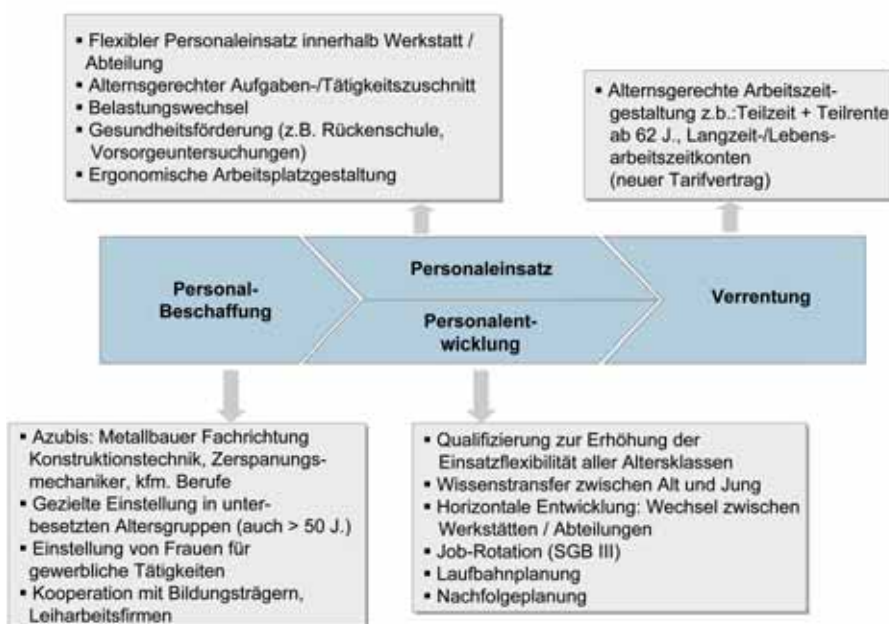 ▪ Flexibler Personaleinsatz innerhalb Werkstatt /
Abteilung
▪ Alternsgerechter Aufgaben-/Tätigkeitszuschnitt
▪ Belastungswechsel
▪ Gesundheitsförderung (z.B. Rückenschule,
Vorsorgeuntersuchungen)
▪ Ergonomische Arbeitsplatzgestaltung
▪ Alternsgerechte Arbeitszeit-
gestaltung z.b.:Teilzeit + Teilrente
ab 62 J., Langzeit-/Lebens-
arbeitszeitkonten
(neuer Tarifvertrag)
Personal-
Beschaffung
Personaleinsatz
Personalent-
wicklung
Verrentung
▪ Azubis: Metallbauer Fachrichtung
Konstruktionstechnik, Zerspanungs-
mechaniker, kfm. Berufe
▪ Gezielte Einstellung in unter-
besetzten Altersgruppen (auch > 50 J.)
▪ Einstellung von Frauen für
gewerbliche Tätigkeiten
▪ Kooperation mit Bildungsträgern,
Leiharbeitsfirmen
▪ Qualifizierung zur Erhöhung der
Einsatzflexibilität aller Altersklassen
▪ Wissenstransfer zwischen Alt und Jung
▪ Horizontale Entwicklung: Wechsel zwischen
Werkstätten / Abteilungen
▪ Job-Rotation (SGB III)
▪ Laufbahnplanung
▪ Nachfolgeplanung